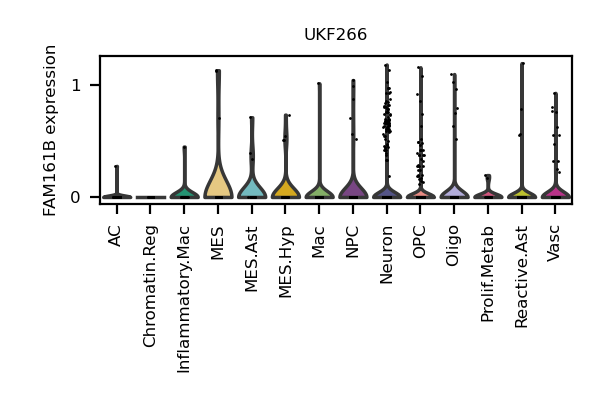 UKF266
FAM161B expression
1
0
AC
Chromatin.Reg
Inflammatory.Mac
MES
MES.Ast
MES.Hyp
Mac
NPC
Neuron
OPC
Oligo
Prolif.Metab
Reactive.Ast
Vasc